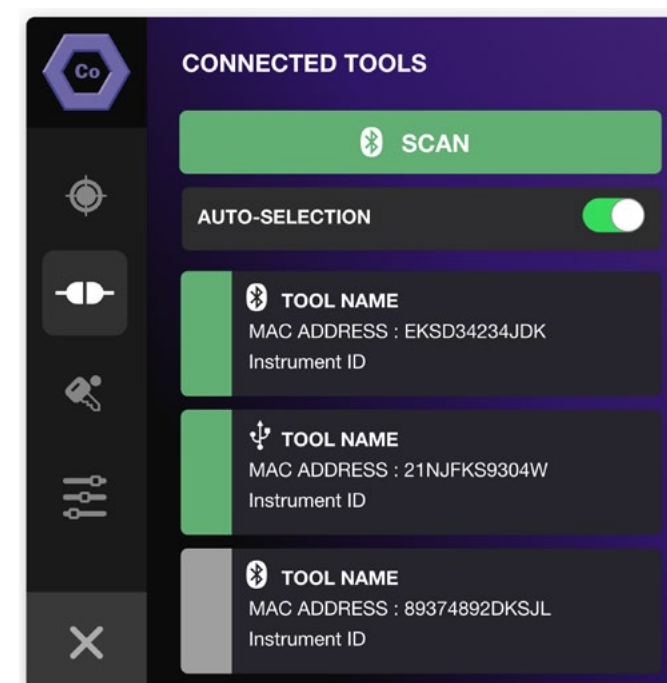 Co
CONNECTED TOOLS
SCAN
AUTO-SELECTION
TOOL NAME
MAC ADDRESS : EKSD34234JDK
Instrument ID
TOOL NAME
MAC ADDRESS : 21NJFKS9304W
Instrument ID
TOOL NAME
MAC ADDRESS : 89374892DKSJL
Instrument ID